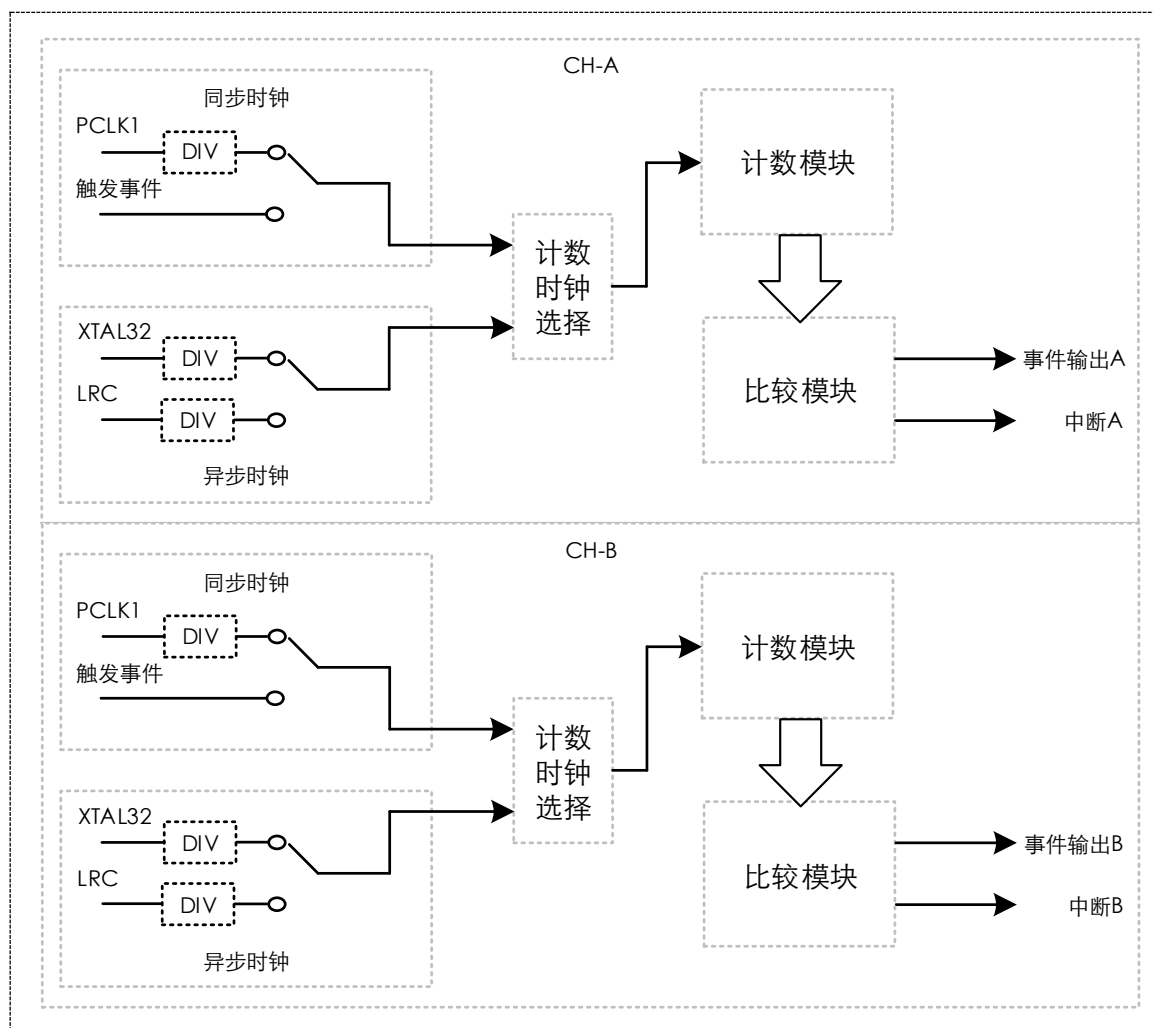 CH-A
同步时钟
PCLK1
DIV
触发事件
计数
时钟
选择
计数模块
XTAL32
DIV
LRC
DIV
异步时钟
比较模块
事件输出A
中断A
CH-B
同步时钟
PCLK1
DIV
触发事件
计数
时钟
选择
计数模块
XTAL32
DIV
LRC
DIV
异步时钟
比较模块
事件输出B
中断B